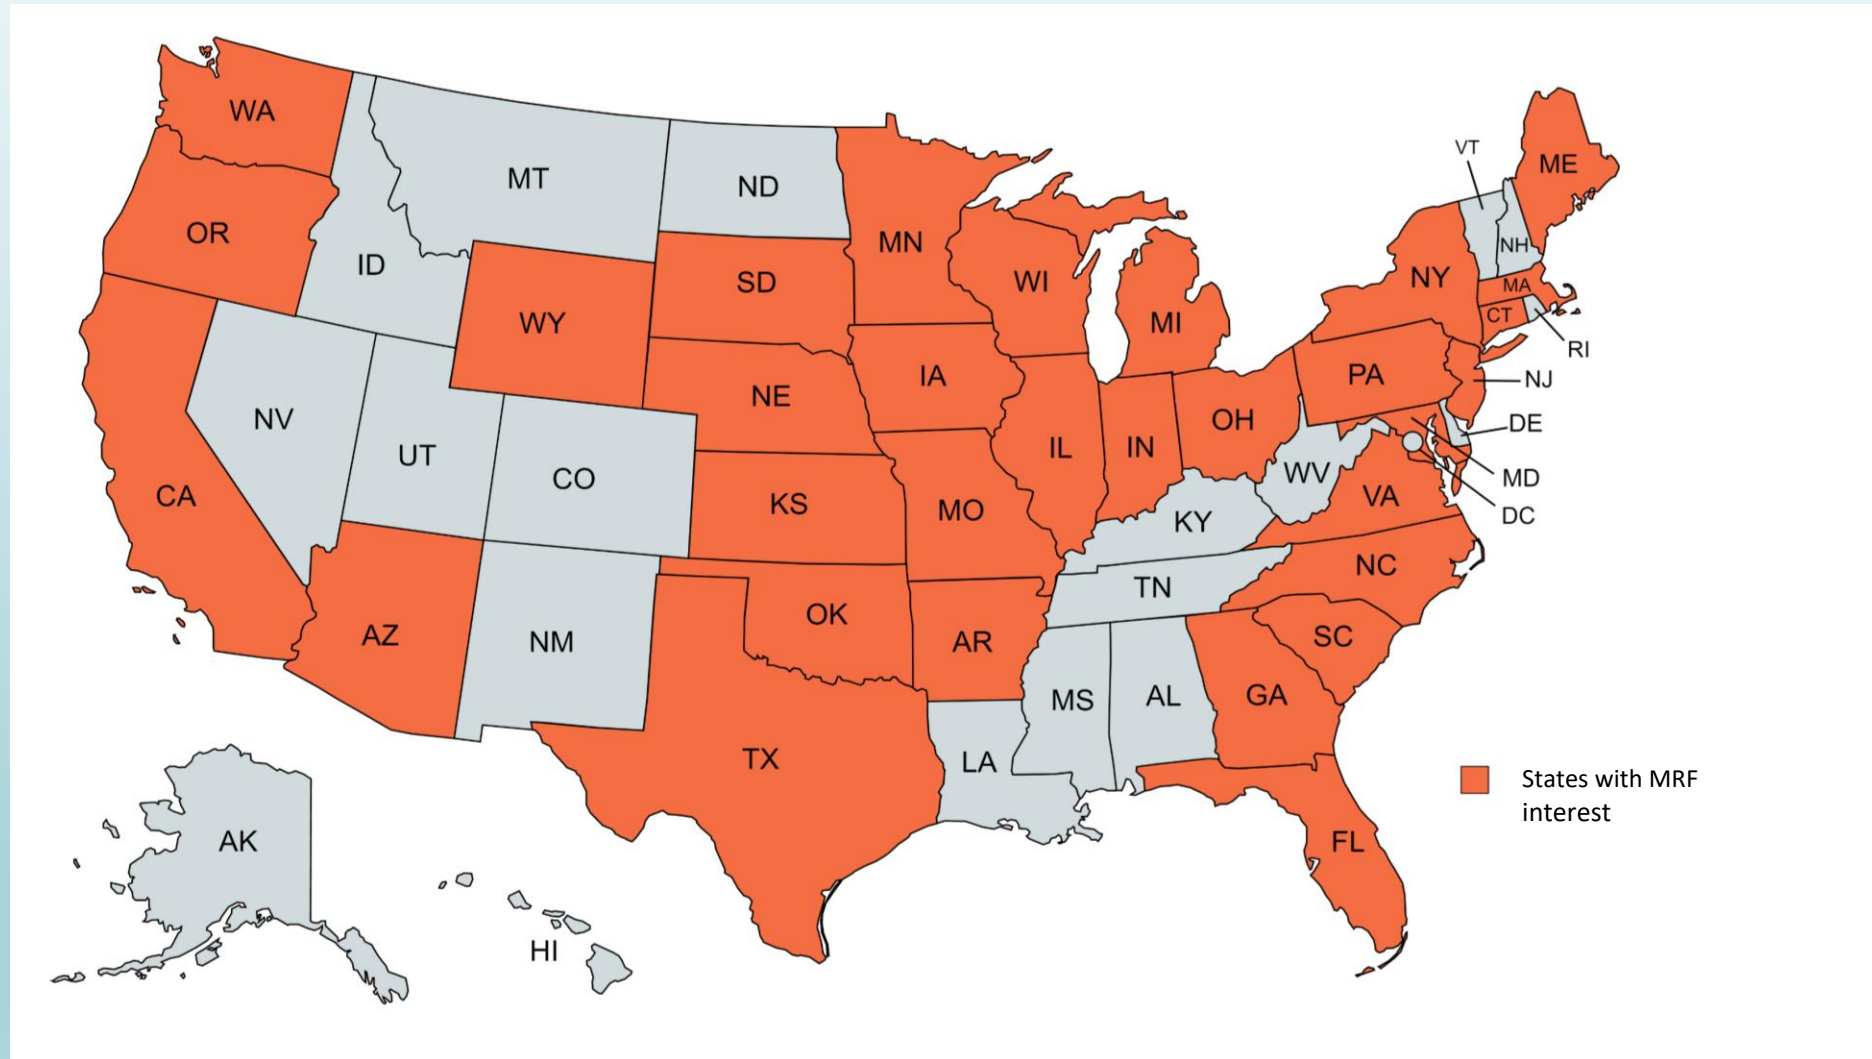 WA
MT
ND
MN
VT
ME
OR
ID
SD
WI
NH
NY
MA
WY
MI
CT
RI
IA
PA
NJ
NE
NV
OH
DE
UT
CO
IL
IN
WV
MD
CA
KS
MO
VA
DC
KY
NC
TN
OK
AZ
NM
AR
SC
MS
AL
GA
TX
LA
States with MRF
interest
AK
FL
HI